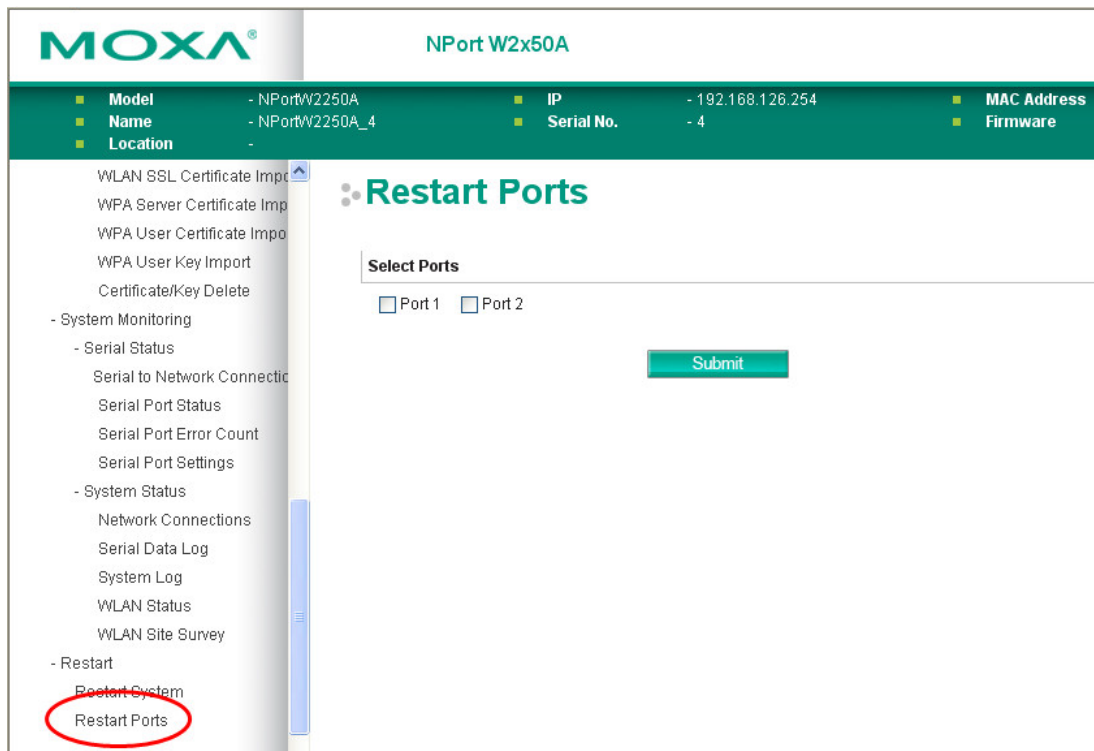 MOXA®
NPort W2x50A
Model - NPortW2250A IP - 192.168.126.254 MAC Address
Name - NPortW2250A_4 Serial No. - 4 Firmware
Location -
WLAN SSL Certificate Impo
WPA Server Certificate Imp
WPA User Certificate Impo
WPA User Key Import
Certificate/Key Delete
- System Monitoring
- Serial Status
Serial to Network Connectic
Serial Port Status
Serial Port Error Count
Serial Port Settings
- System Status
Network Connections
Serial Data Log
System Log
WLAN Status
WLAN Site Survey
- Restart
Restart System
Restart Ports
Restart Ports
Select Ports
Port 1 Port 2
Submit